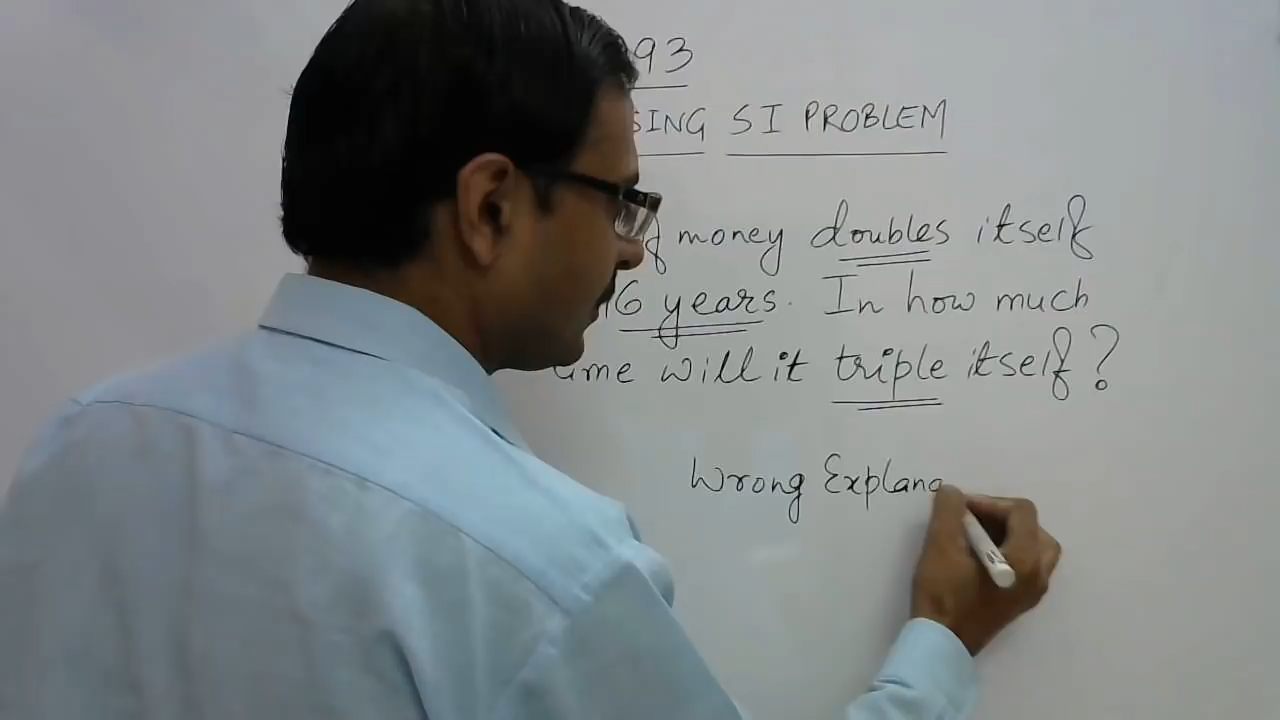 93
SING SI PROBLEM
money doubles itself
16 years. In how much
time will it triple itself?
Wrong Explana